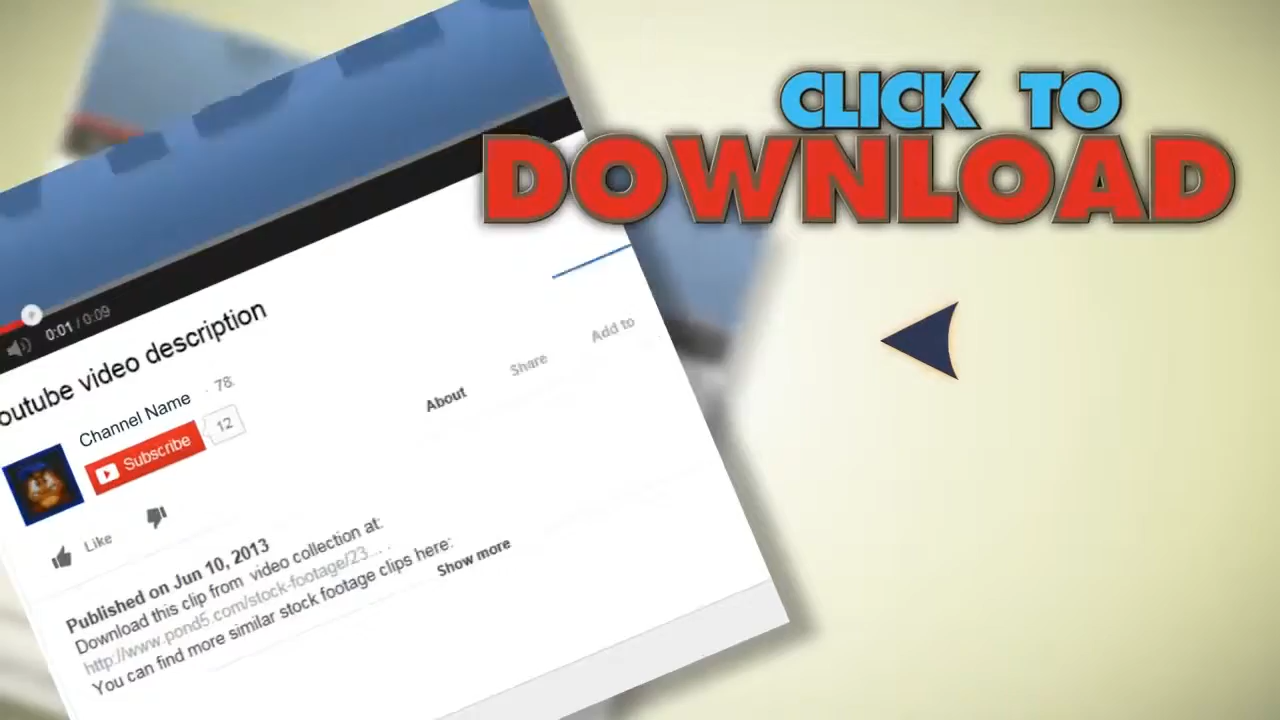 CLICK TO
DOWNLOAD
0:01 / 0:09
outube video description
Channel Name · 78
Subscribe 12
About Share Add to
Like
Published on Jun 10, 2013
Download this clip from video collection at:
http://www.pond5.com/stock-footage/23... .
You can find more similar stock footage clips here:
Show more